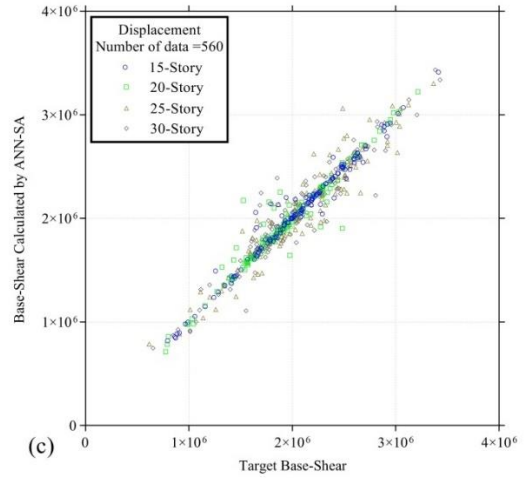 4×10⁶
Displacement
Number of data =560
15-Story
20-Story
25-Story
30-Story
3×10⁶
Base-Shear Calculated by ANN-SA
2×10⁶
1×10⁶
0
(c)
0
1×10⁶
2×10⁶
3×10⁶
4×10⁶
Target Base-Shear